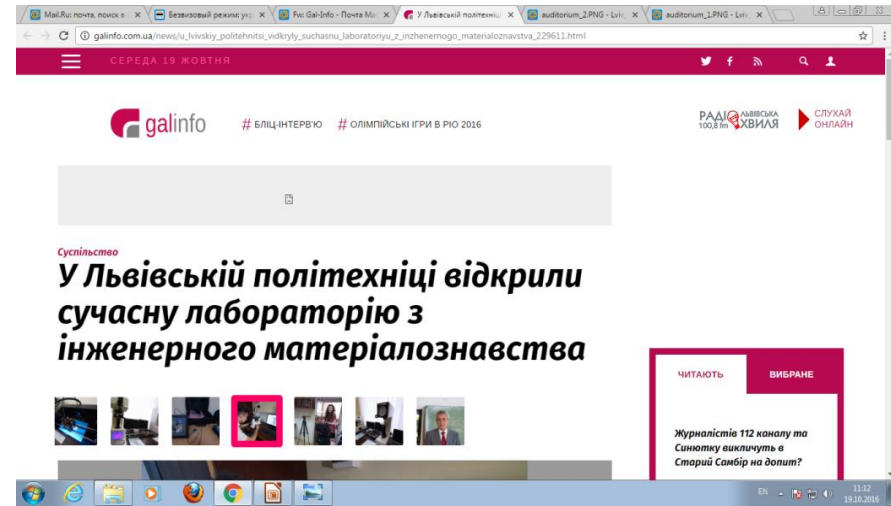 Mail.Ru: почта, поиск в
Безвизовый режим: ук
Fw: Gal-Info - Почта Ma
У Львівській політехніц
auditorium_2.PNG - Lviv
auditorium_1.PNG - Lviv
galinfo.com.ua/news/u_lvivskiy_politehnitsi_vidkryly_suchasnu_laboratoriyu_z_inzhenernogo_materialoznavstva_229611.html
СЕРЕДА 19 ЖОВТНЯ
galinfo
# БЛІЦ-ІНТЕРВ'Ю # ОЛІМПІЙСЬКІ ІГРИ В РІО 2016
РАДІО ЛЬВІВСЬКА
100,8 fm ХВИЛЯ
СЛУХАЙ
ОНЛАЙН
Суспільство
У Львівській політехніці відкрили
сучасну лабораторію з
інженерного матеріалознавства
ЧИТАЮТЬ ВИБРАНЕ
Журналістів 112 каналу та
Синютку викличуть в
Старий Самбір на допит?
EN
11:12
19.10.2016